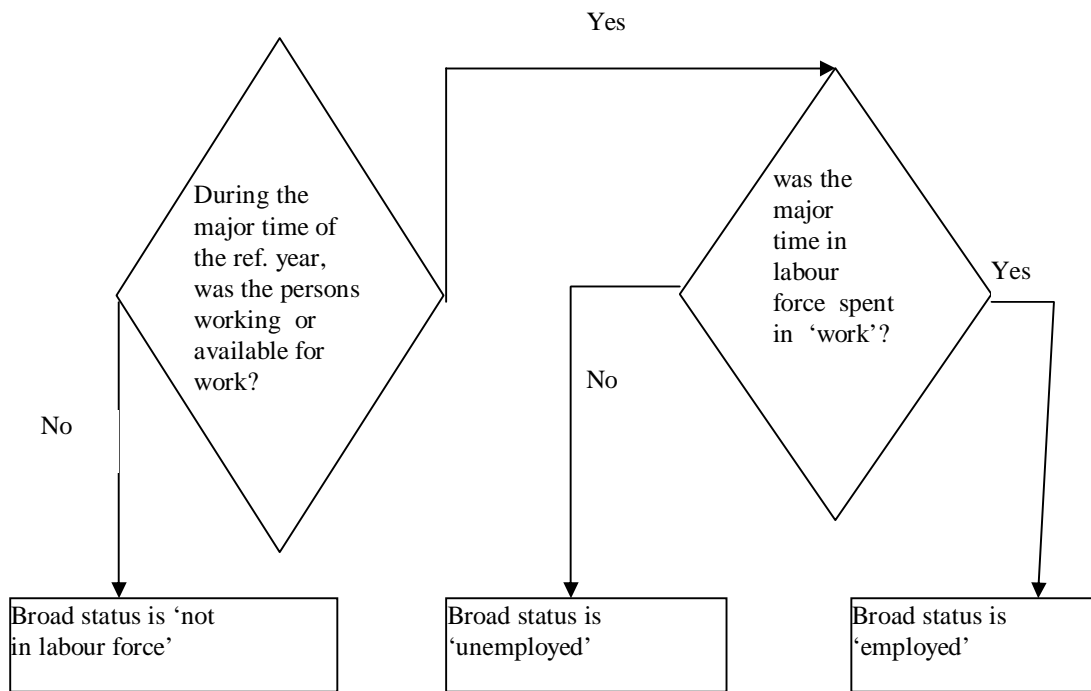 Yes
During the
major time of
the ref. year,
was the persons
working or
available for
work?
was the
major
time in
labour
force spent
in ‘work’?
Yes
No
No
Broad status is ‘not
in labour force’
Broad status is
‘unemployed’
Broad status is
‘employed’